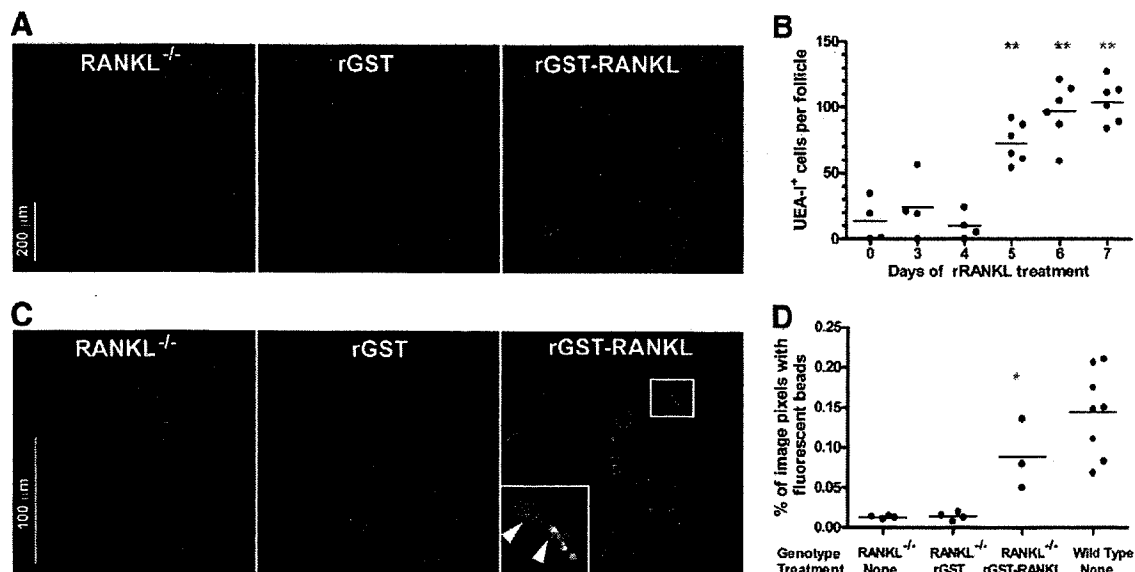 A
RANKL-/-
rGST
rGST-RANKL
200 µm
B
UEA-I+ cells per follicle
150
100
50
0
** ** **
0 3 4 5 6 7
Days of rRANKL treatment
C
RANKL-/-
rGST
rGST-RANKL
100 µm
D
% of image pixels with
fluorescent beads
0.25
0.20
0.15
0.10
0.05
0.00
*
Genotype RANKL-/- RANKL-/- RANKL-/- Wild Type
Treatment None rGST rGST-RANKL None